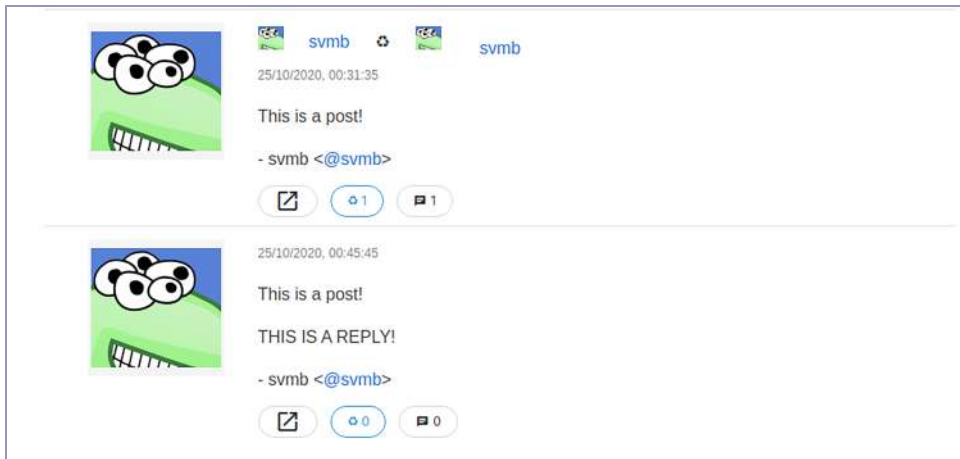 svmb ♻ svmb
25/10/2020, 00:31:35
This is a post!
- svmb <@svmb>
♻ 1 1
25/10/2020, 00:45:45
This is a post!
THIS IS A REPLY!
- svmb <@svmb>
♻ 0 0